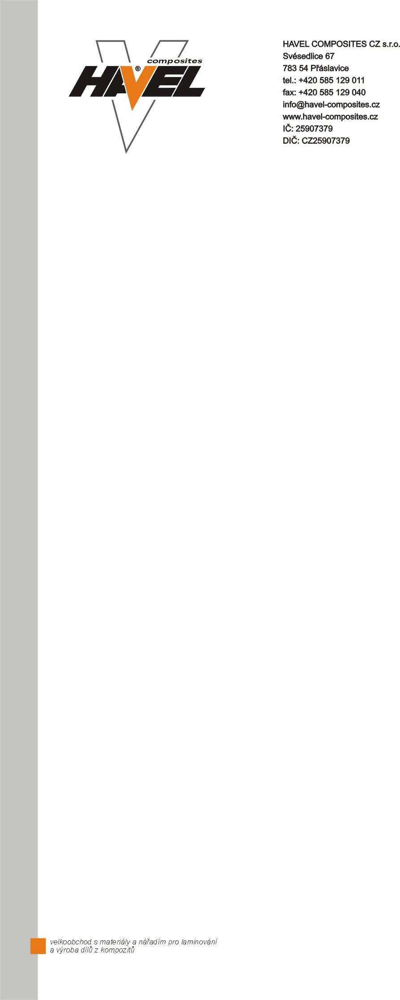 composites
HAVEL®
HAVEL COMPOSITES CZ s.r.o.
Svésedlice 67
783 54 Přáslavice
tel.: +420 585 129 011
fax: +420 585 129 040
info@havel-composites.cz
www.havel-composites.cz
IČ: 25907379
DIČ: CZ25907379
velkoobchod s materiály a nářadím pro laminování
a výroba dílů z kompozitů